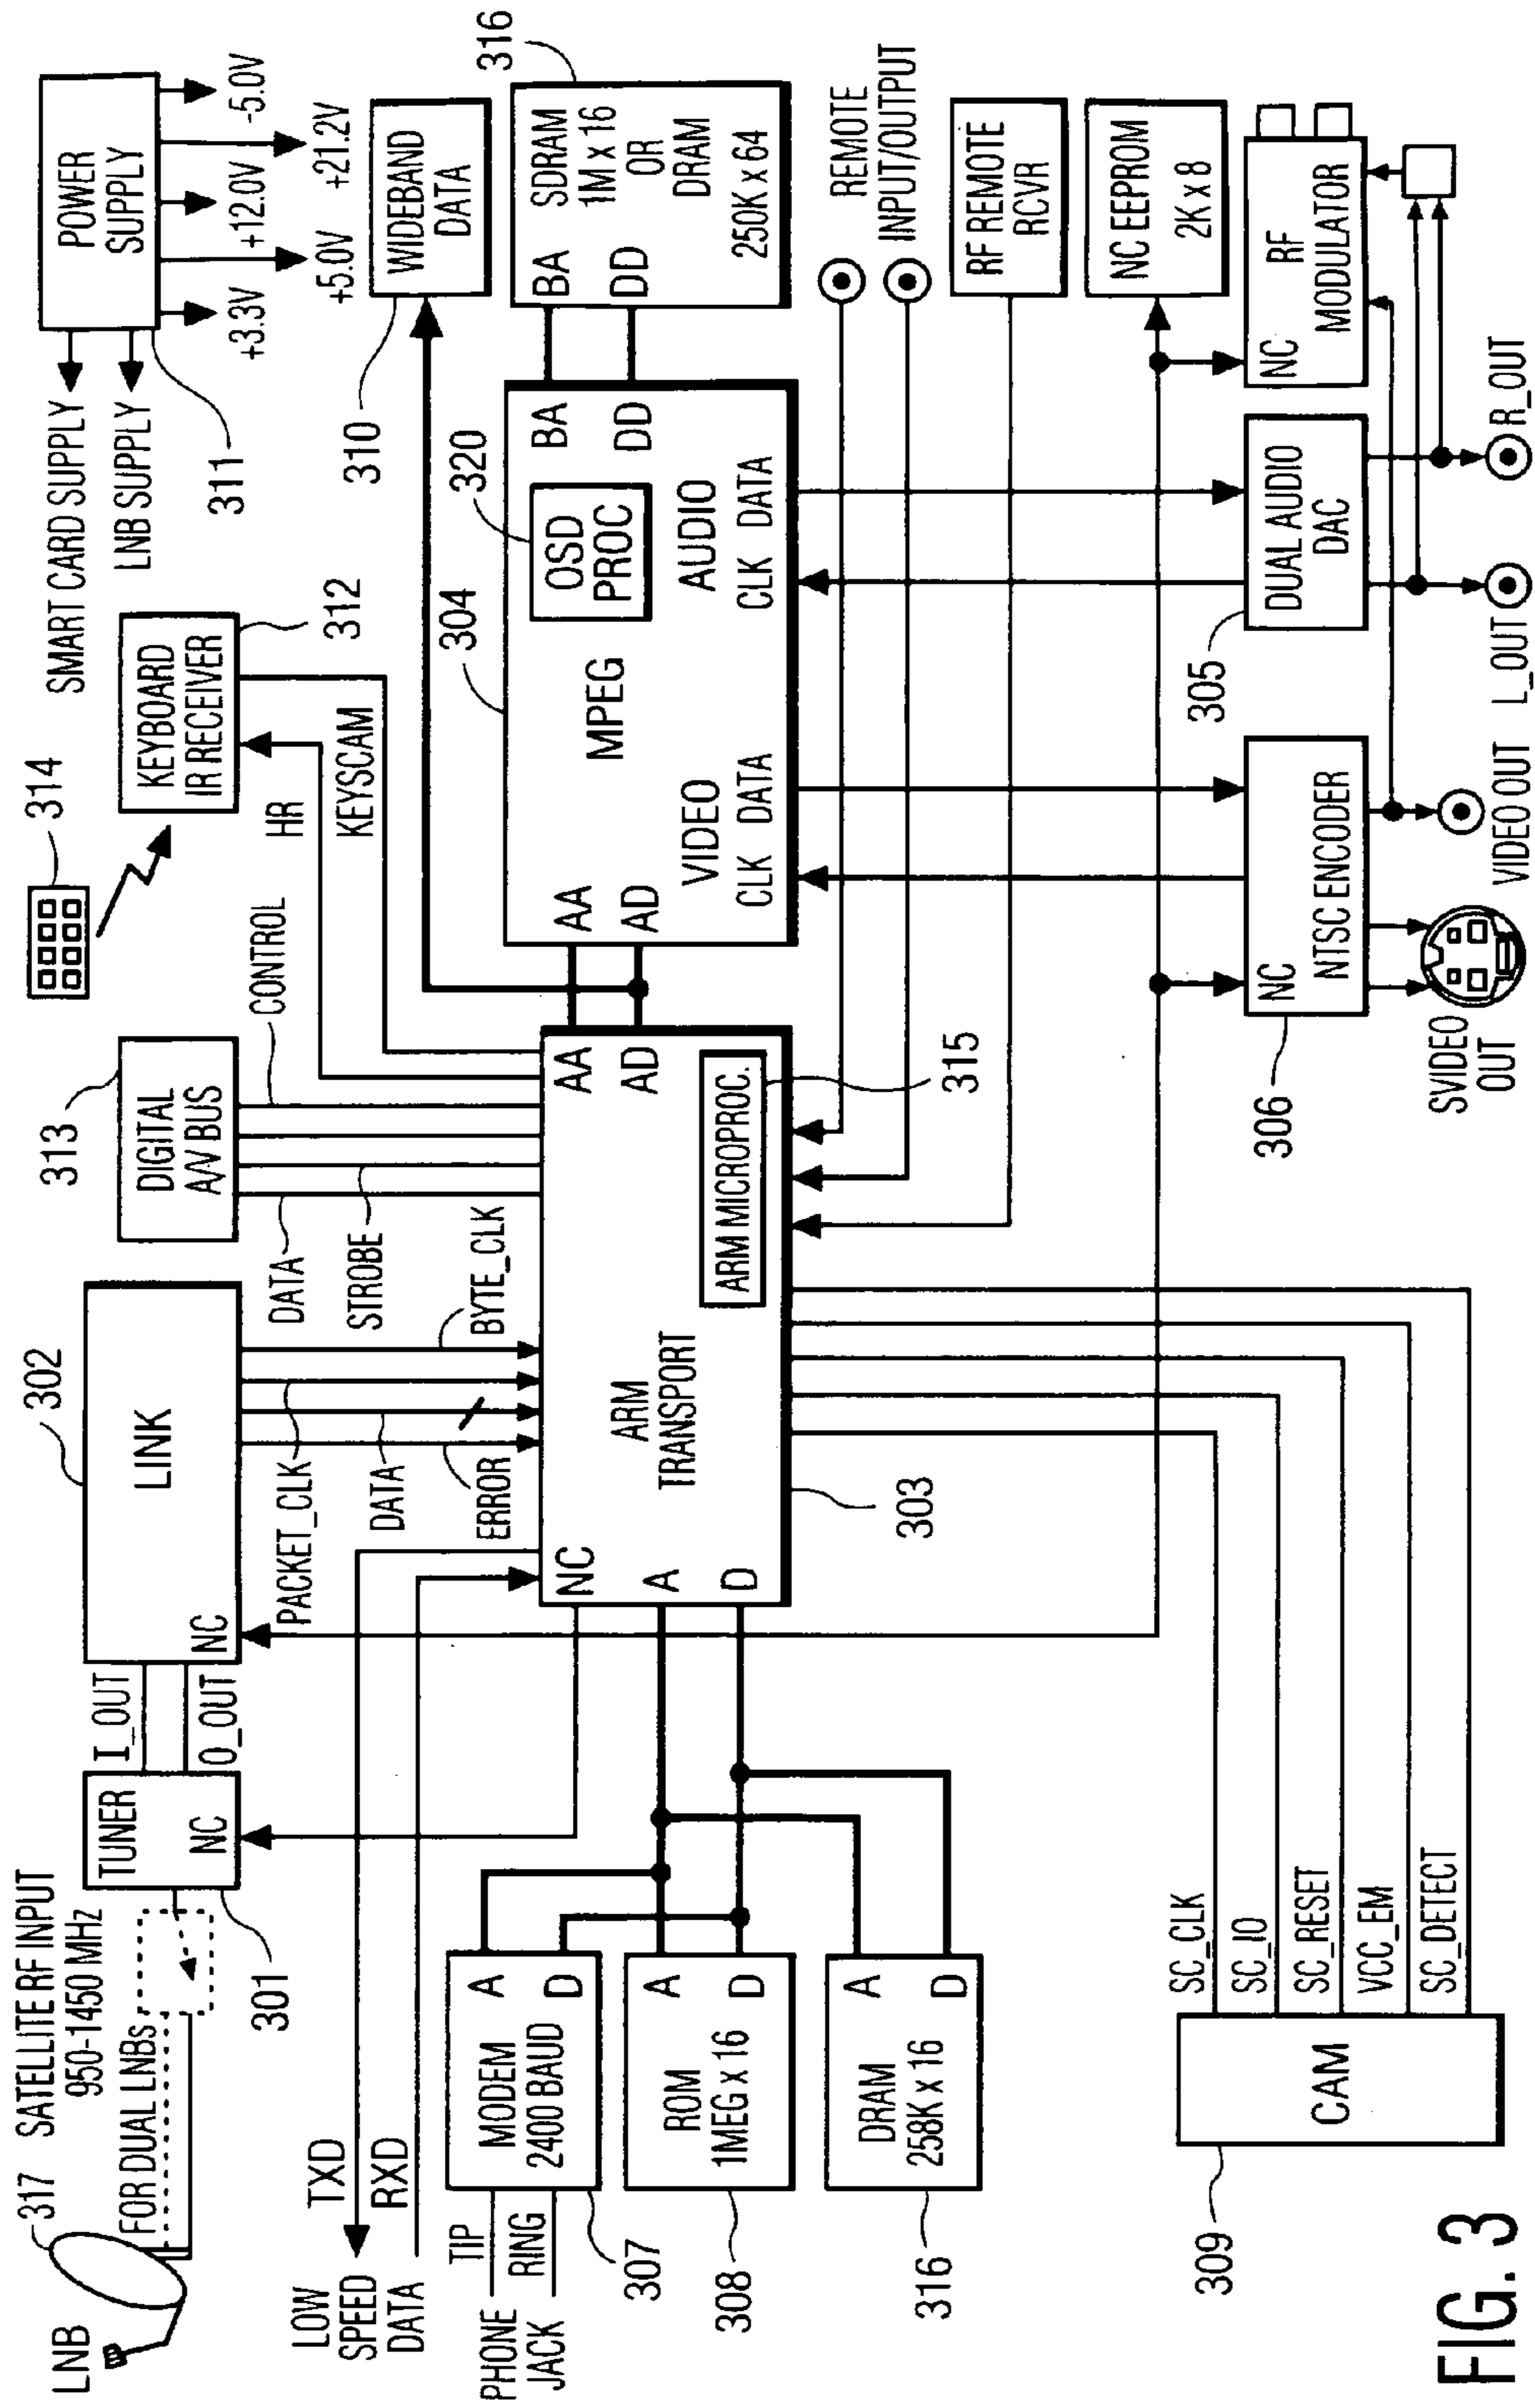 LNB
317
SATELLITE RF INPUT
950-1450 MHz
FOR DUAL LNBs
301
TUNER
NC
I_OUT
O_OUT
302
LINK
NC
PACKET_CLK
DATA
ERROR
BYTE_CLK
313
DIGITAL
A/V BUS
DATA
STROBE
CONTROL
314
KEYBOARD
IR RECEIVER
312
HR
KEYSCAM
SMART CARD SUPPLY
LNB SUPPLY
311
POWER
SUPPLY
+3.3V
+5.0V
+12.0V
+21.2V
-5.0V
LOW
SPEED
DATA
TXD
RXD
PHONE
JACK
TIP
RING
307
MODEM
2400 BAUD
A
D
308
ROM
1MEG x 16
A
D
316
DRAM
258K x 16
A
D
NC
A
D
ARM
TRANSPORT
303
AA
AD
ARM MICROPROC.
315
304
AA
AD
MPEG
VIDEO
CLK DATA
320
OSD
PROC
AUDIO
CLK DATA
BA
DD
310
WIDEBAND
DATA
316
BA
DD
SDRAM
1M x 16
OR
DRAM
250K x 64
REMOTE
INPUT/OUTPUT
RF REMOTE
RCVR
NC EEPROM
2K x 8
309
CAM
SC_CLK
SC_IO
SC_RESET
VCC_EM
SC_DETECT
306
NC
NTSC ENCODER
305
DUAL AUDIO
DAC
NC
RF
MODULATOR
SVIDEO
OUT
VIDEO OUT
L_OUT
R_OUT
FIG. 3